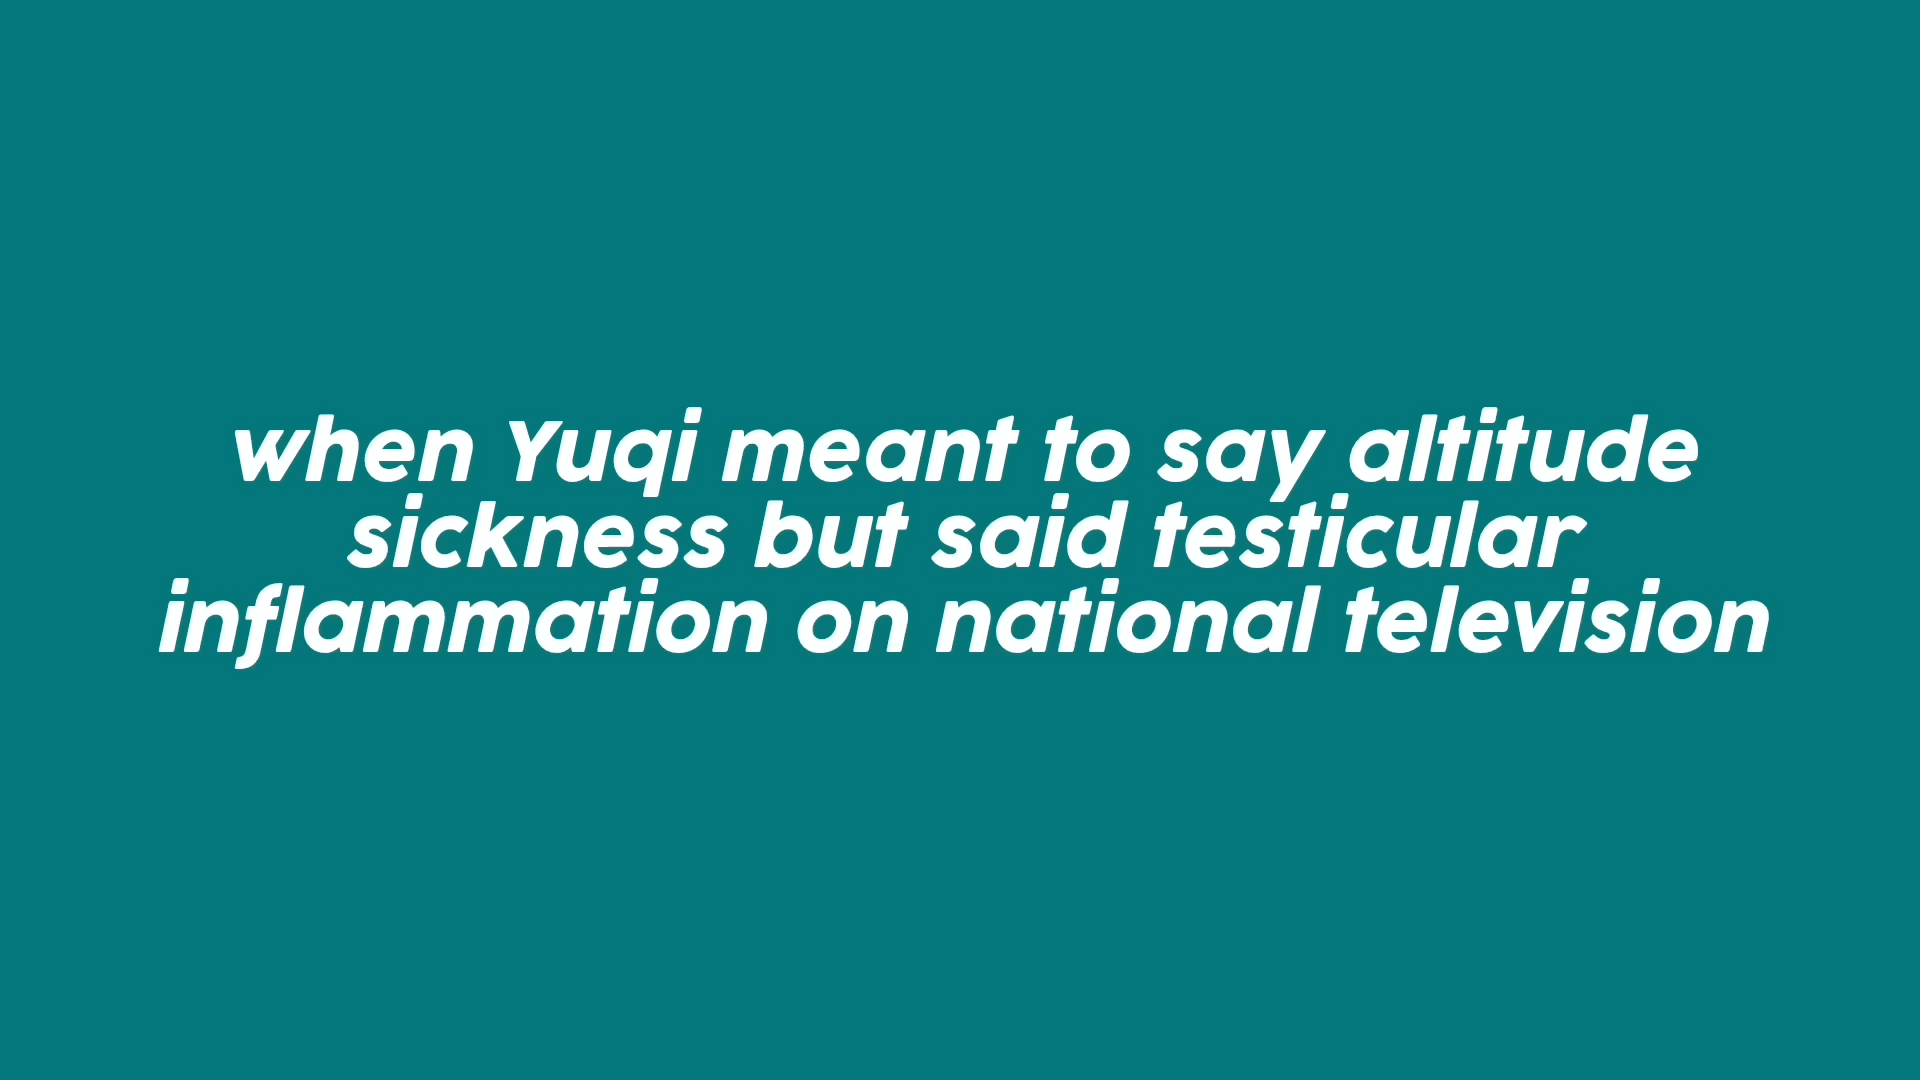 when Yuqi meant to say altitude
sickness but said testicular
inflammation on national television